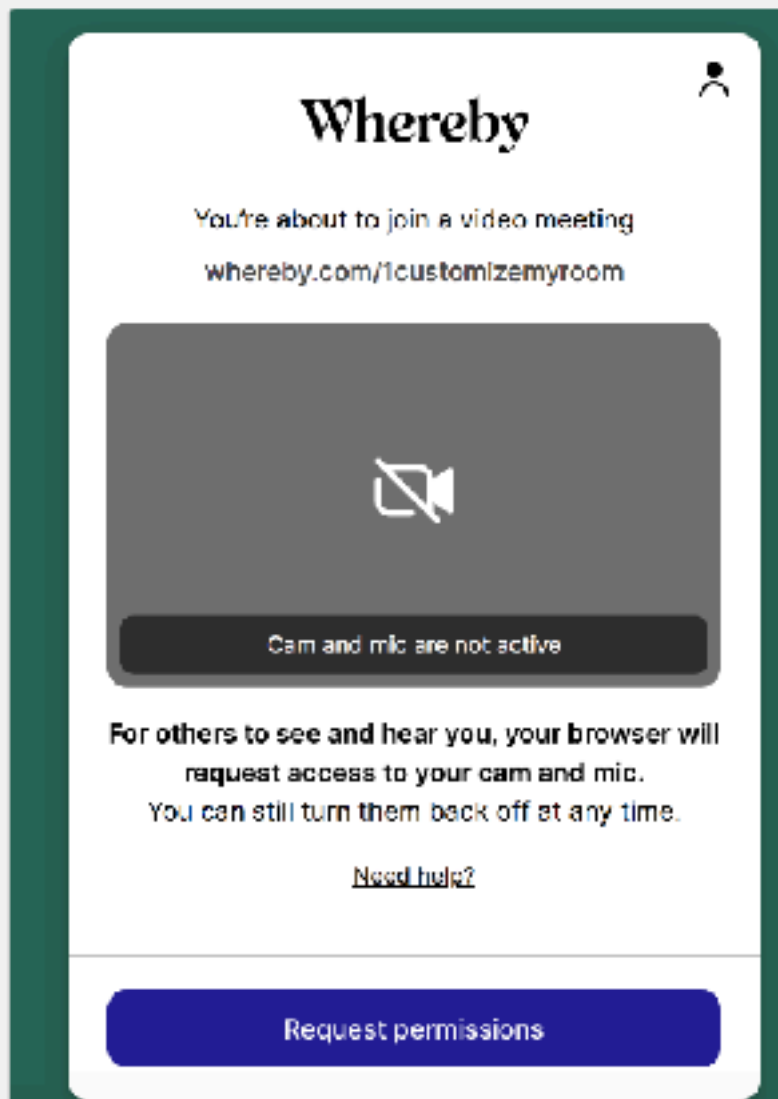 Whereby
You're about to join a video meeting
whereby.com/1customizemyroom
Cam and mic are not active
For others to see and hear you, your browser will
request access to your cam and mic.
You can still turn them back off at any time.
Need help?
Request permissions